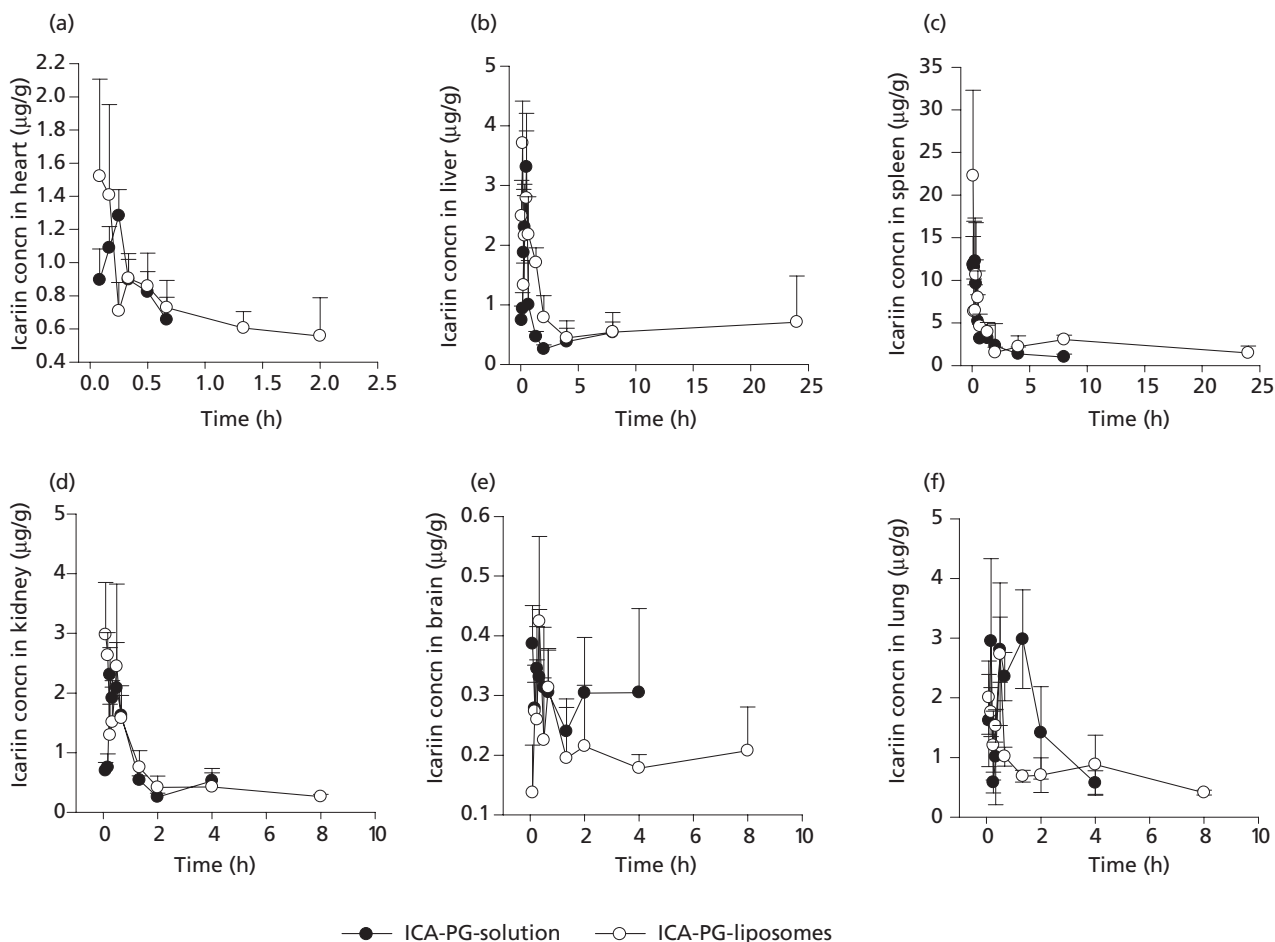 (a)
Icariin concn in heart (μg/g)
2.2
2.0
1.8
1.6
1.4
1.2
1.0
0.8
0.6
0.4
0.0 0.5 1.0 1.5 2.0 2.5
Time (h)
(b)
Icariin concn in liver (μg/g)
5
4
3
2
1
0
0 5 10 15 20 25
Time (h)
(c)
Icariin concn in spleen (μg/g)
35
30
25
20
15
10
5
0
0 5 10 15 20 25
Time (h)
(d)
Icariin concn in kidney (μg/g)
5
4
3
2
1
0
0 2 4 6 8 10
Time (h)
(e)
Icariin concn in brain (μg/g)
0.6
0.5
0.4
0.3
0.2
0.1
0 2 4 6 8 10
Time (h)
(f)
Icariin concn in lung (μg/g)
5
4
3
2
1
0
0 2 4 6 8 10
Time (h)
ICA-PG-solution ICA-PG-liposomes